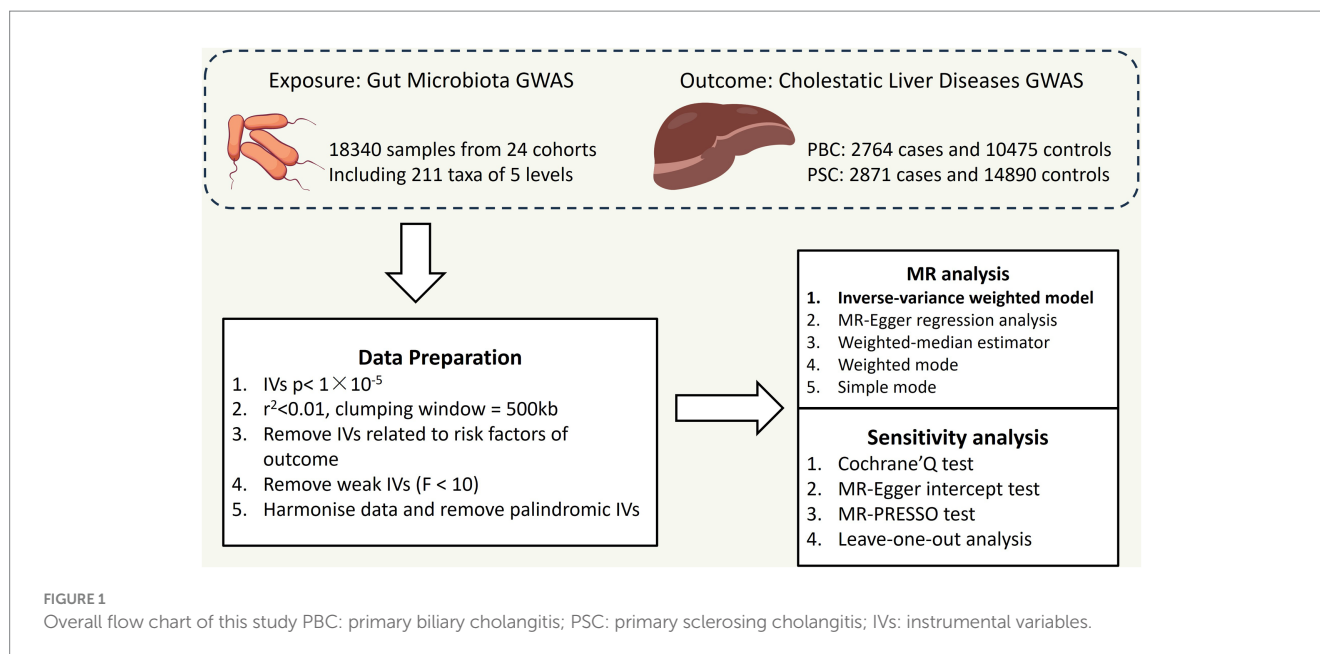 Exposure: Gut Microbiota GWAS
18340 samples from 24 cohorts
Including 211 taxa of 5 levels
Outcome: Cholestatic Liver Diseases GWAS
PBC: 2764 cases and 10475 controls
PSC: 2871 cases and 14890 controls
Data Preparation
1. IVs p< 1×10⁻⁵
2. r²<0.01, clumping window = 500kb
3. Remove IVs related to risk factors of
outcome
4. Remove weak IVs (F < 10)
5. Harmonise data and remove palindromic IVs
MR analysis
1. Inverse-variance weighted model
2. MR-Egger regression analysis
3. Weighted-median estimator
4. Weighted mode
5. Simple mode
Sensitivity analysis
1. Cochrane'Q test
2. MR-Egger intercept test
3. MR-PRESSO test
4. Leave-one-out analysis
FIGURE 1
Overall flow chart of this study PBC: primary biliary cholangitis; PSC: primary sclerosing cholangitis; IVs: instrumental variables.